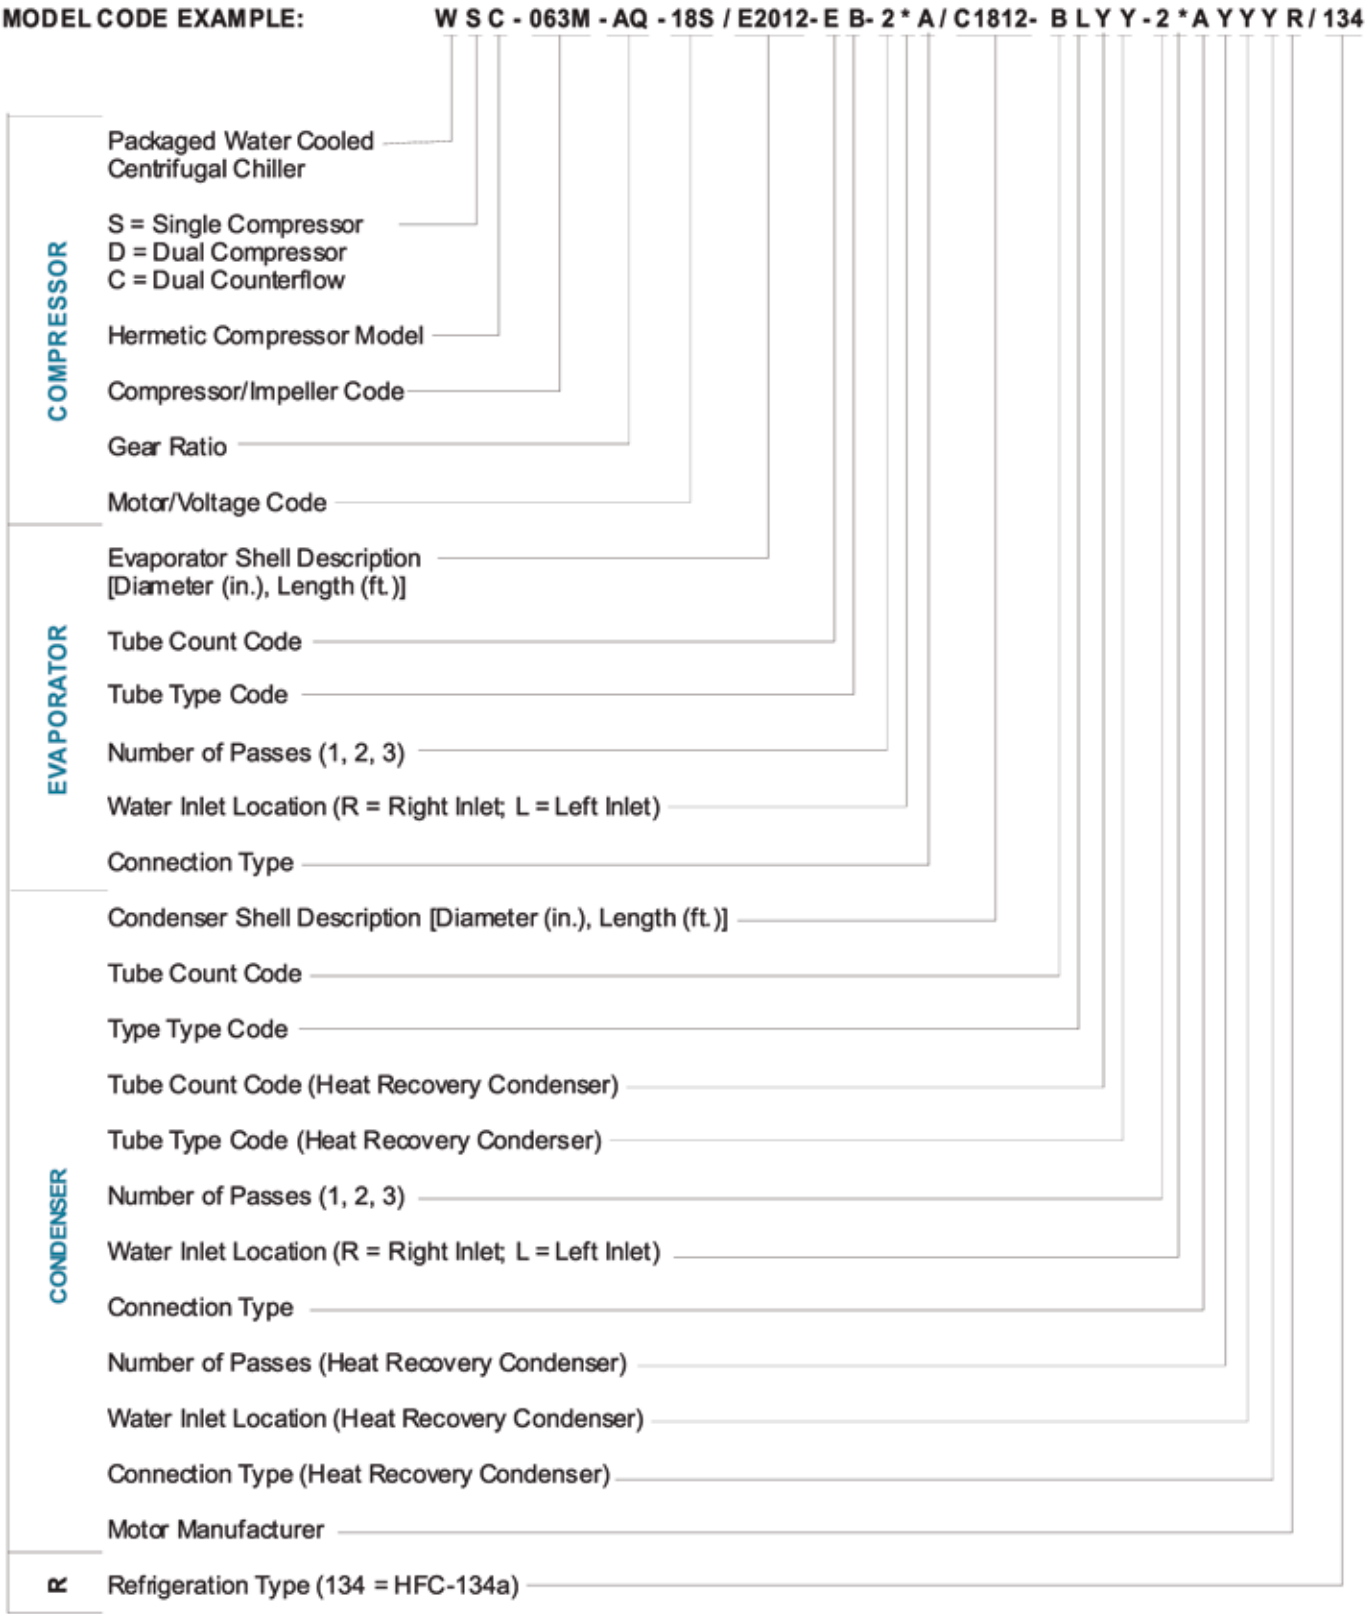 MODEL CODE EXAMPLE: W S C - 063M - AQ - 18S / E2012- E B- 2 * A / C1812- B L Y Y - 2 * A Y Y Y R / 134
COMPRESSOR
Packaged Water Cooled
Centrifugal Chiller
S = Single Compressor
D = Dual Compressor
C = Dual Counterflow
Hermetic Compressor Model
Compressor/Impeller Code
Gear Ratio
Motor/Voltage Code
EVAPORATOR
Evaporator Shell Description
[Diameter (in.), Length (ft.)]
Tube Count Code
Tube Type Code
Number of Passes (1, 2, 3)
Water Inlet Location (R = Right Inlet; L = Left Inlet)
Connection Type
CONDENSER
Condenser Shell Description [Diameter (in.), Length (ft.)]
Tube Count Code
Type Type Code
Tube Count Code (Heat Recovery Condenser)
Tube Type Code (Heat Recovery Conderser)
Number of Passes (1, 2, 3)
Water Inlet Location (R = Right Inlet; L = Left Inlet)
Connection Type
Number of Passes (Heat Recovery Condenser)
Water Inlet Location (Heat Recovery Condenser)
Connection Type (Heat Recovery Condenser)
Motor Manufacturer
R
Refrigeration Type (134 = HFC-134a)